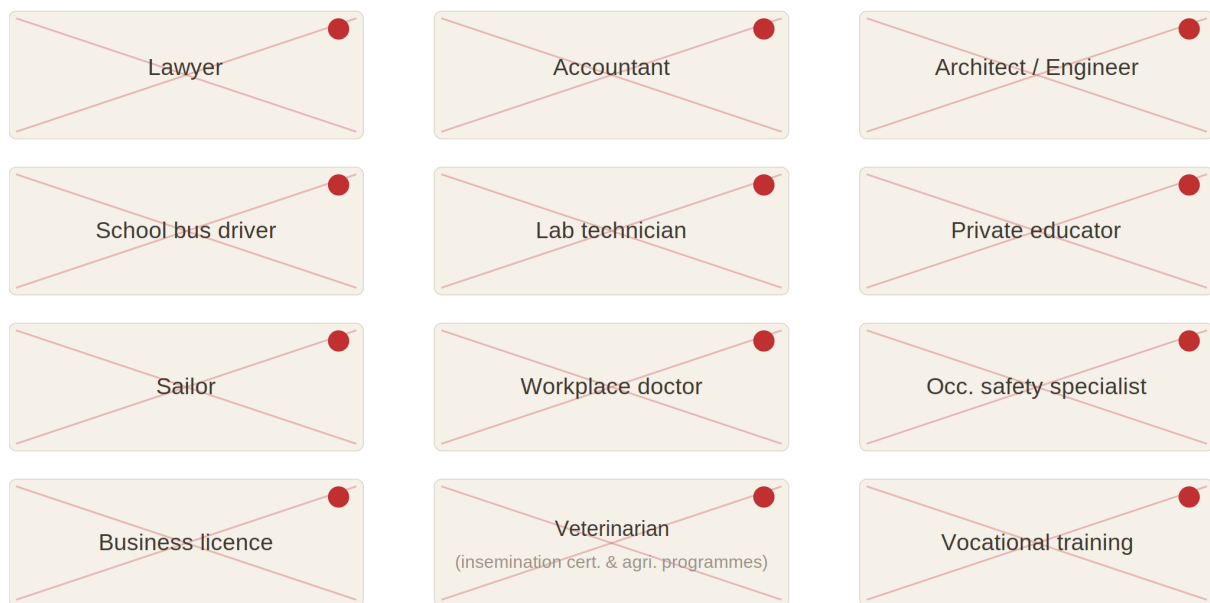 Lawyer
Accountant
Architect / Engineer
School bus driver
Lab technician
Private educator
Sailor
Workplace doctor
Occ. safety specialist
Business licence
Veterinarian
(insemination cert. & agri. programmes)
Vocational training